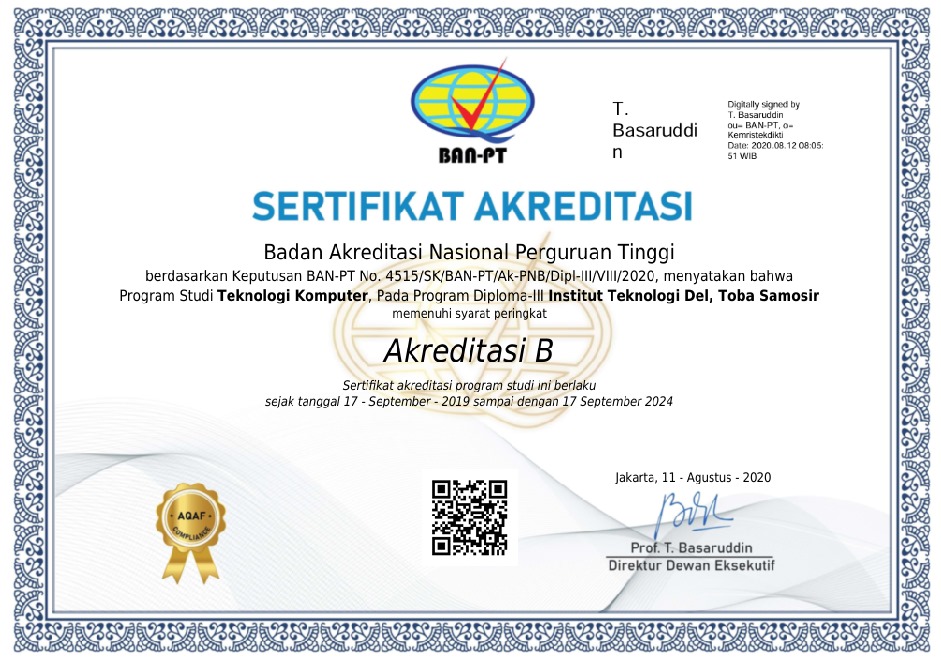 BAN-PT
T.
Basaruddi
n
Digitally signed by
T. Basaruddin
ou= BAN-PT, o=
Kemristekdikti
Date: 2020.08.12 08:05:
51 WIB
SERTIFIKAT AKREDITASI
Badan Akreditasi Nasional Perguruan Tinggi
berdasarkan Keputusan BAN-PT No. 4515/SK/BAN-PT/Ak-PNB/Dipl-III/VIII/2020, menyatakan bahwa
Program Studi Teknologi Komputer, Pada Program Diploma-III Institut Teknologi Del, Toba Samosir
memenuhi syarat peringkat
Akreditasi B
Sertifikat akreditasi program studi ini berlaku
sejak tanggal 17 - September - 2019 sampai dengan 17 September 2024
Jakarta, 11 - Agustus - 2020
AQAF
COMPLIANCE
Prof. T. Basaruddin
Direktur Dewan Eksekutif